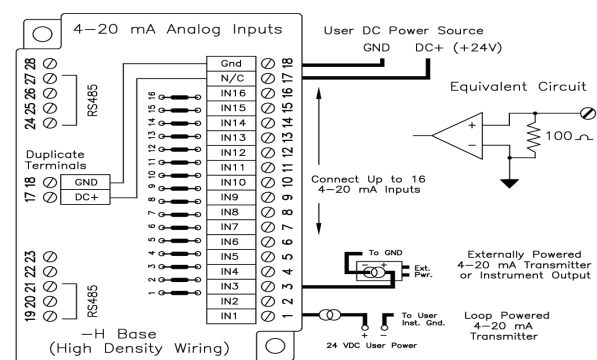 4-20 mA Analog Inputs
User DC Power Source
GND DC+ (+24V)
28
27
26
25
24
RS485
Gnd 18
N/C 17
16 IN16 16
15 IN15 15
14 IN14 14
13 IN13 13
12 IN12 12
11 IN11 11
10 IN10 10
9 IN9 9
8 IN8 8
7 IN7 7
6 IN6 6
5 IN5 5
4 IN4 4
3 IN3 3
2 IN2 2
1 IN1 1
Equivalent Circuit
+
-
100Ω
Duplicate
Terminals
18 GND
17 DC+
Connect Up to 16
4-20 mA Inputs
23
22
21
20
19
RS485
To GND
- +
Ext.
Pwr.
Externally Powered
4-20 mA Transmitter
or Instrument Output
To User
Inst. Gnd.
+ -
24 VDC User Power
Loop Powered
4-20 mA
Transmitter
-H Base
(High Density Wiring)